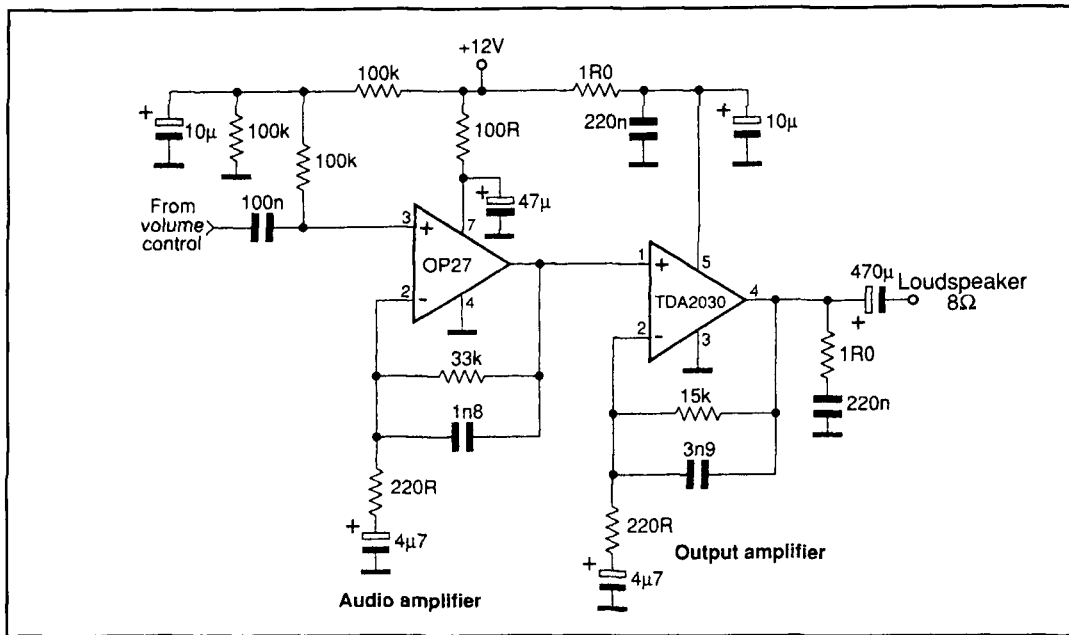 +12V
100k
1R0
+
10µ
100k
100k
100R
220n
+
10µ
+
47µ
From
volume
control
100n
3
+
7
OP27
2
-
4
1
+
5
TDA2030
4
2
-
3
470µ
+
Loudspeaker
8Ω
33k
1n8
15k
3n9
1R0
220n
220R
+
4µ7
220R
+
4µ7
Output amplifier
Audio amplifier